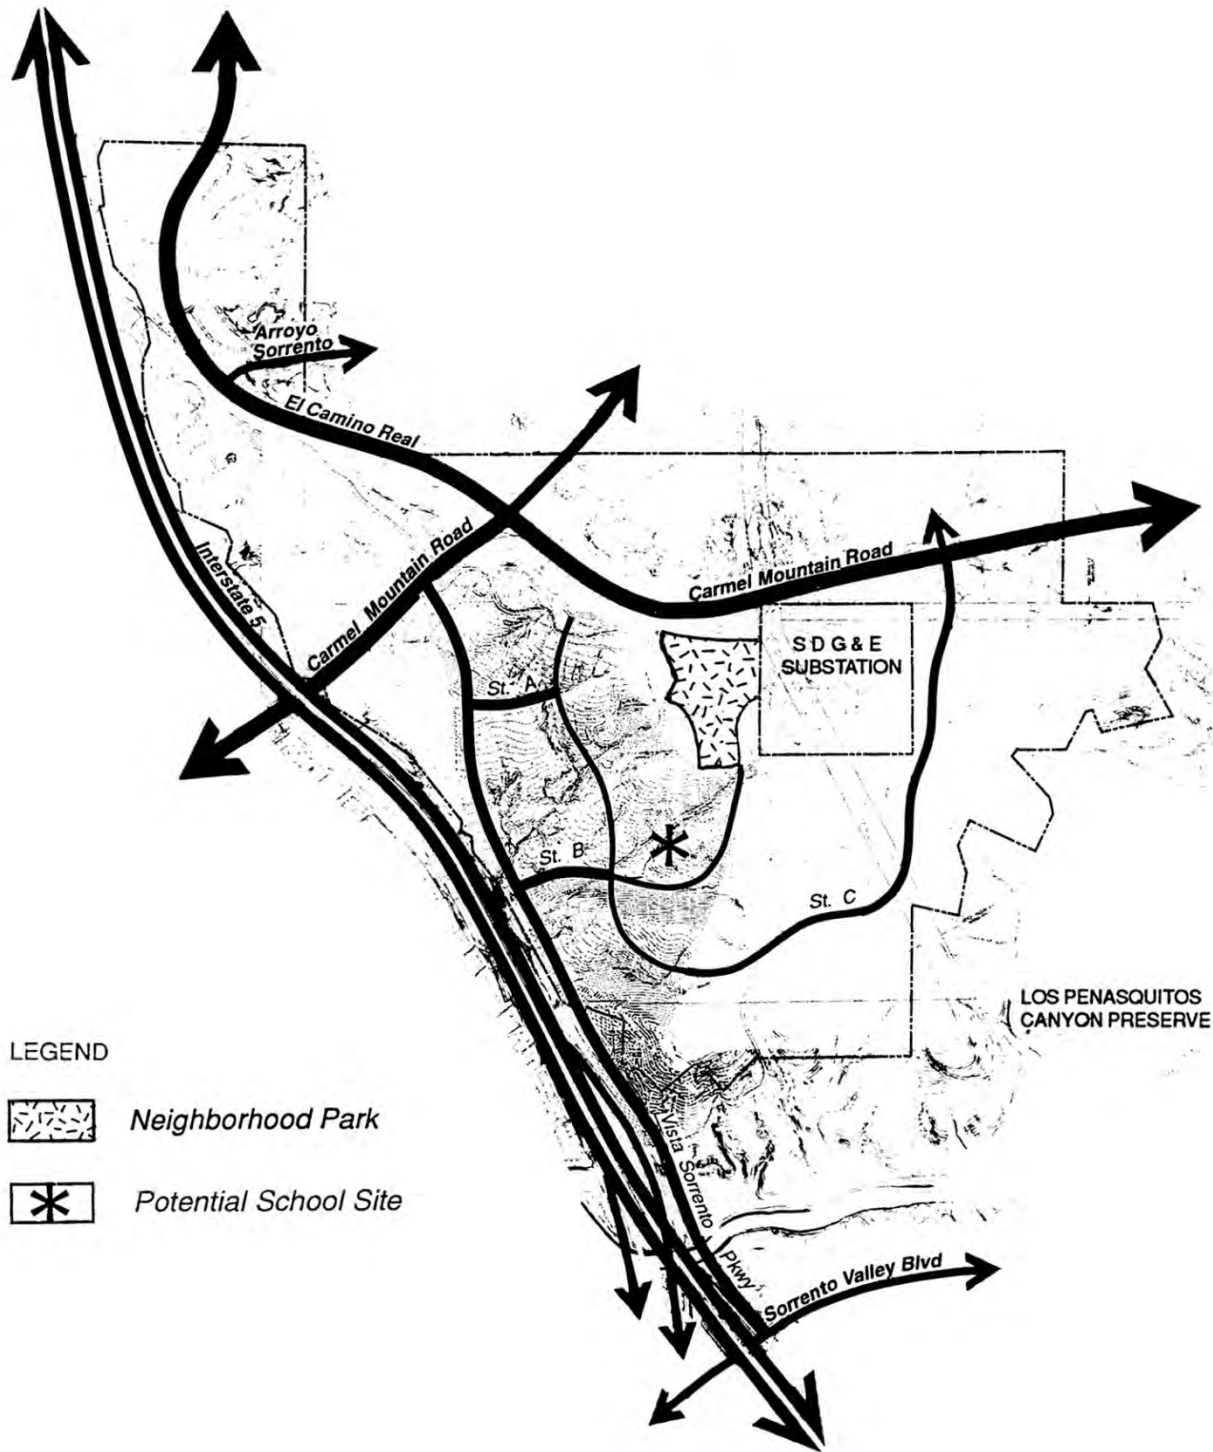 Arroyo
Sorrento
El Camino Real
Interstate 5
Carmel Mountain Road
Carmel Mountain Road
S D G & E
SUBSTATION
St. A
St. B
St. C
LOS PENASQUITOS
CANYON PRESERVE
LEGEND
Neighborhood Park
Potential School Site
Vista Sorrento Pkwy
Sorrento Valley Blvd